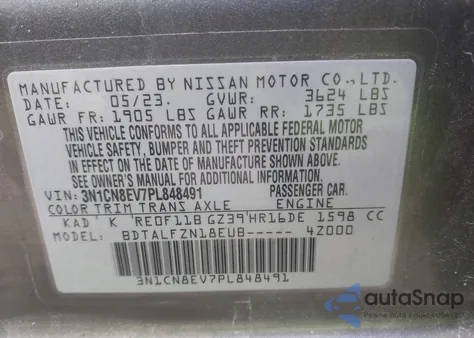 MANUFACTURED BY NISSAN MOTOR CO.,LTD.
DATE: 05/23. GVWR: 3624 LBS
GAWR FR: 1905 LBS GAWR RR: 1735 LBS
THIS VEHICLE CONFORMS TO ALL APPLICABLE FEDERAL MOTOR
VEHICLE SAFETY, BUMPER AND THEFT PREVENTION STANDARDS
IN EFFECT ON THE DATE OF MANUFACTURE SHOWN ABOVE.
SEE OWNER'S MANUAL FOR ADDITIONAL INFORMATION.
VIN: 3N1CN8EV7PL848491 PASSENGER CAR.
COLOR TRIM TRANS AXLE ENGINE
KAD K RE0F11B GZ39 HR16DE 1598 CC
MODEL: BDTALFZN18EUB----- 4Z000
3N1CN8EV7PL848491
autoSnap